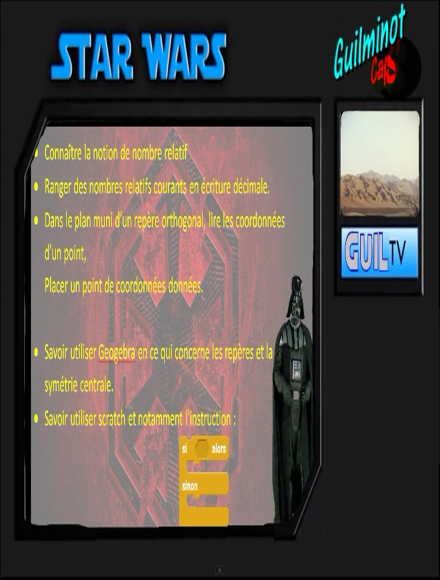 STAR WARS
Guilminot
Cas
• Connaître la notion de nombre relatif
• Ranger des nombres relatifs courants en écriture décimale.
• Dans le plan muni d'un repère orthogonal, lire les coordonnées
d'un point,
Placer un point de coordonnées données.
• Savoir utiliser Geogebra en ce qui concerne les repères et la
symétrie centrale.
• Savoir utiliser scratch et notamment l'instruction :
si alors
sinon
GUIL TV